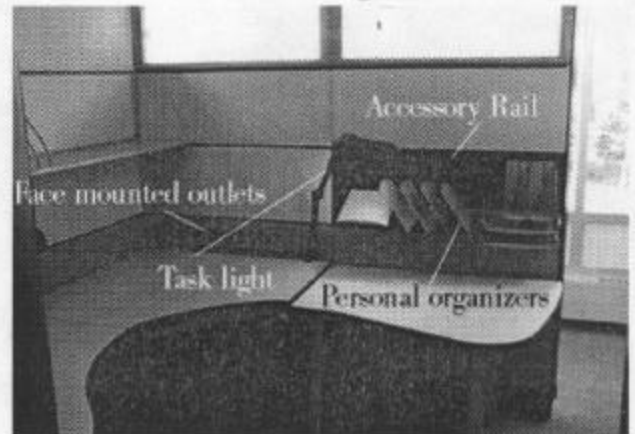 Accessory Rail
Face mounted outlets
Task light
Personal organizers